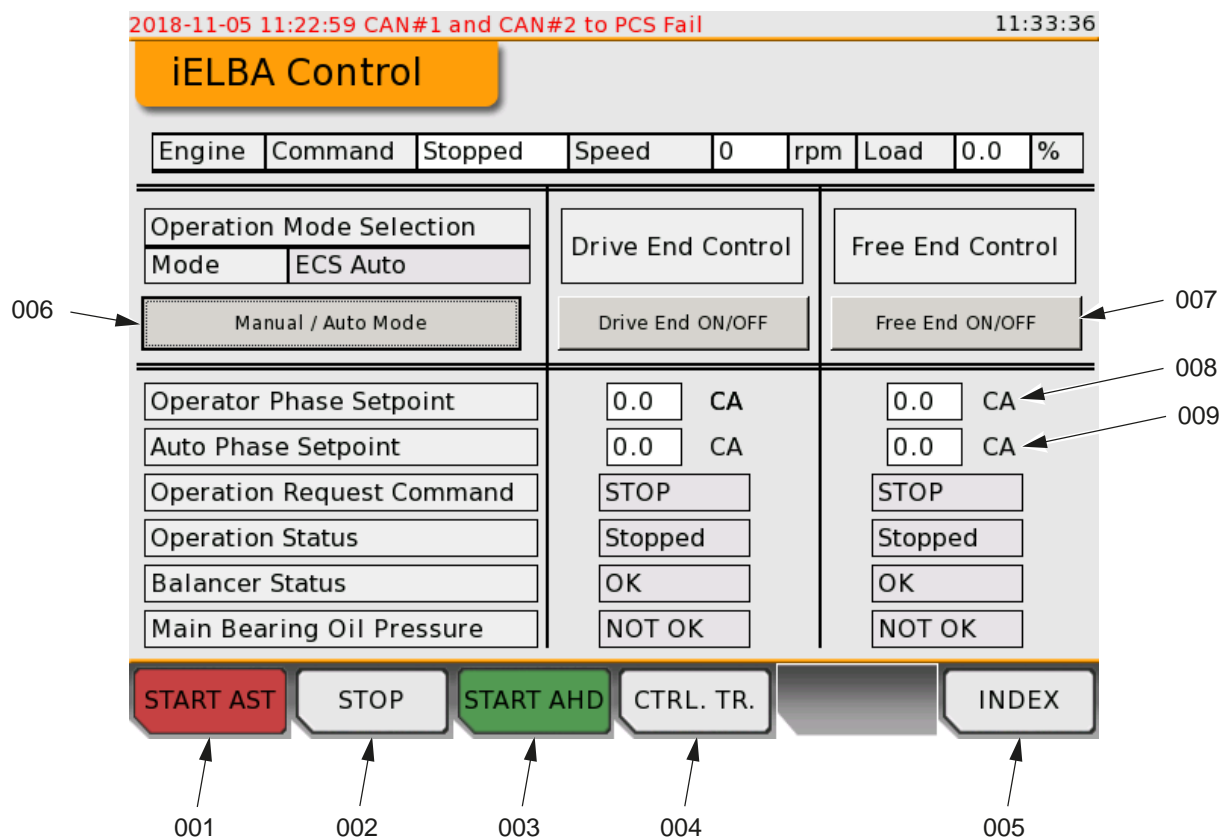 2018-11-05 11:22:59 CAN#1 and CAN#2 to PCS Fail 11:33:36
iELBA Control
Engine Command Stopped Speed 0 rpm Load 0.0 %
Operation Mode Selection
Mode ECS Auto
Drive End Control
Free End Control
006
Manual / Auto Mode
Drive End ON/OFF
Free End ON/OFF
007
008
Operator Phase Setpoint 0.0 CA 0.0 CA
009
Auto Phase Setpoint 0.0 CA 0.0 CA
Operation Request Command STOP STOP
Operation Status Stopped Stopped
Balancer Status OK OK
Main Bearing Oil Pressure NOT OK NOT OK
START AST STOP START AHD CTRL. TR. INDEX
001 002 003 004 005